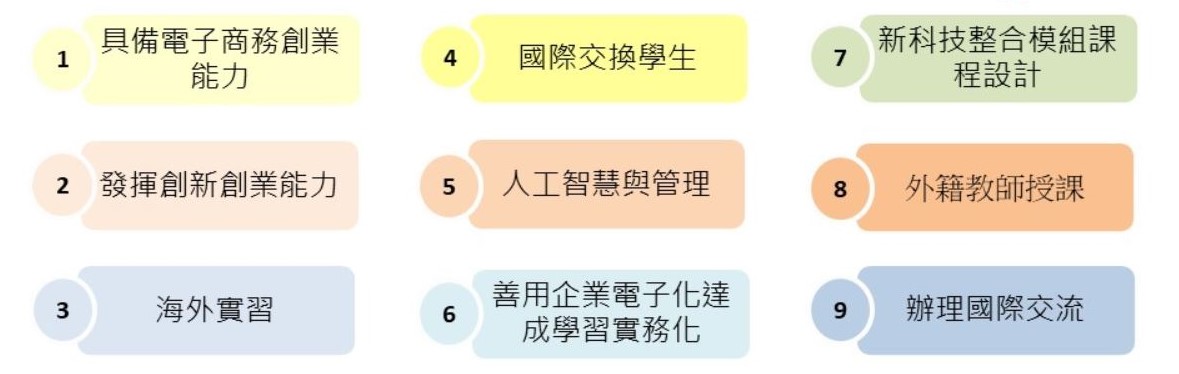 1
具備電子商務創業
能力
2
發揮創新創業能力
3
海外實習
4
國際交換學生
5
人工智慧與管理
6
善用企業電子化達
成學習實務化
7
新科技整合模組課
程設計
8
外籍教師授課
9
辦理國際交流